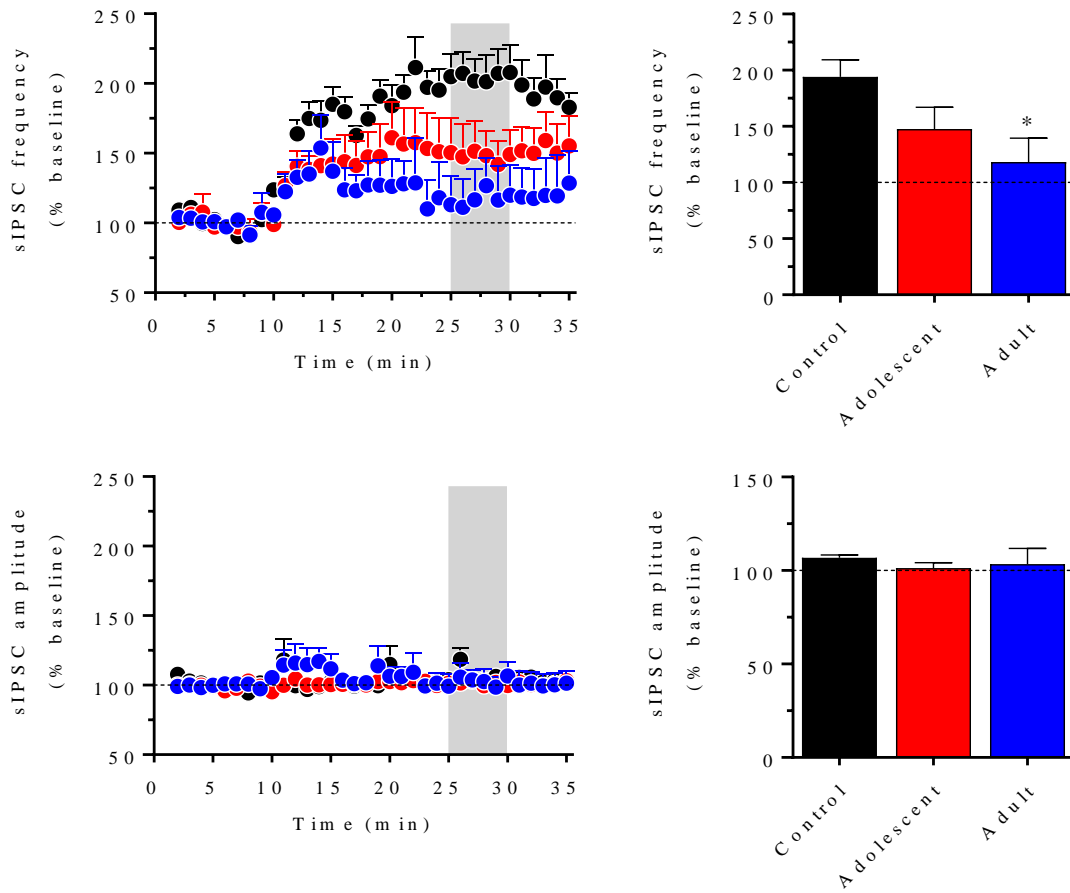 sIPSC frequency
(% baseline)
250
200
150
100
50
0 5 10 15 20 25 30 35
Time (min)
sIPSC frequency
(% baseline)
250
200
150
100
50
0
*
Control
Adolescent
Adult
sIPSC amplitude
(% baseline)
250
200
150
100
50
0 5 10 15 20 25 30 35
Time (min)
sIPSC amplitude
(% baseline)
150
100
50
0
Control
Adolescent
Adult